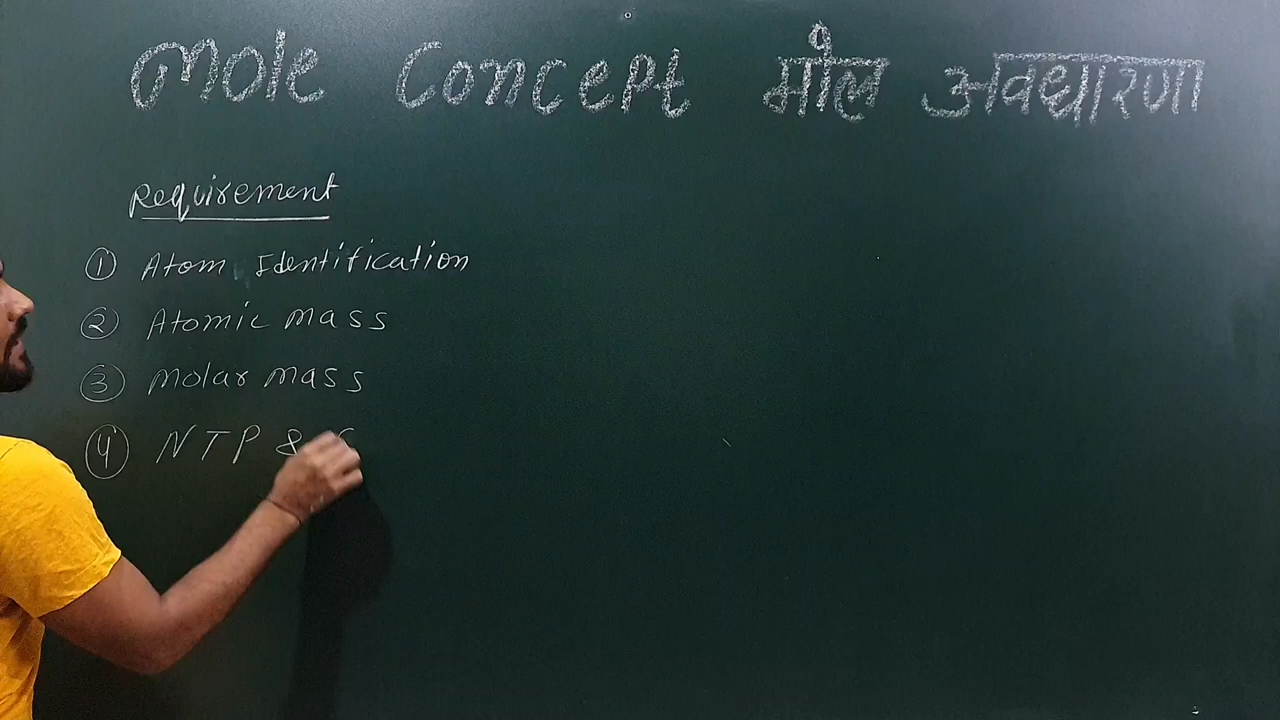 Mole Concept मोल अवधारणा
Requirement
① Atom Identification
② Atomic mass
③ molar mass
④ NTP &